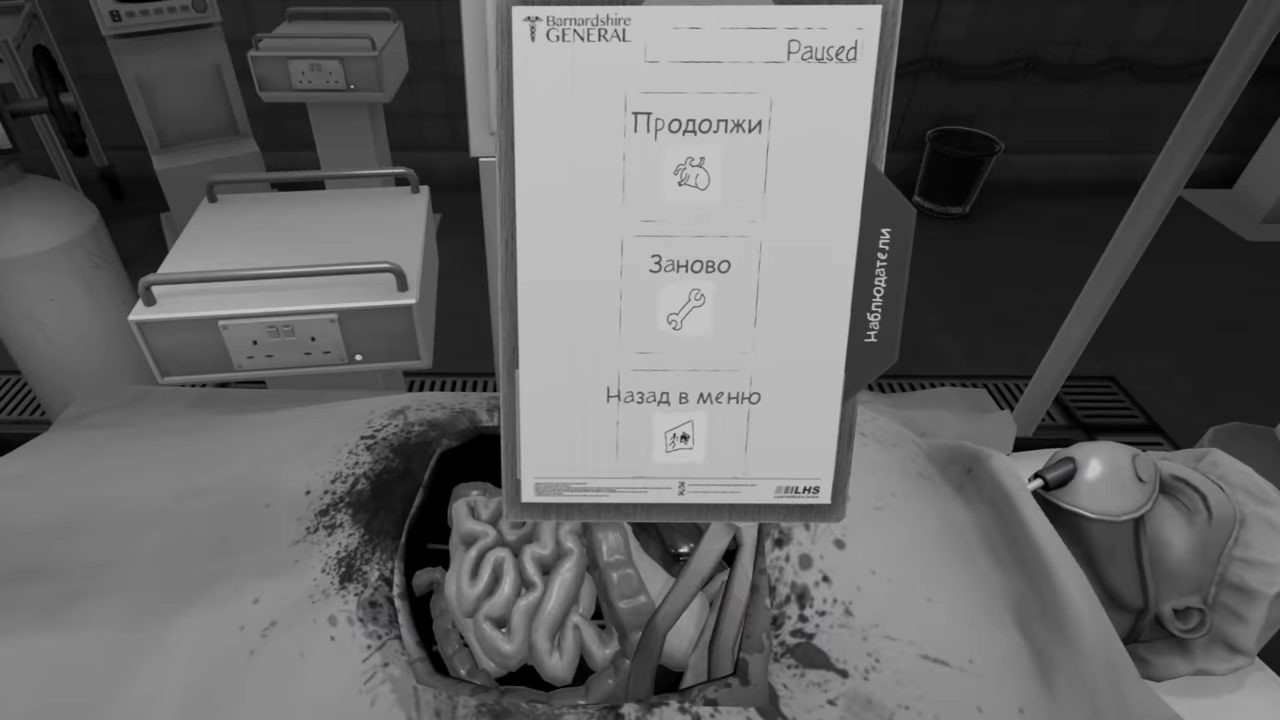 Barnardshire
GENERAL
Paused
Продолжи
Заново
Наблюдатели
Назад в меню
LHS